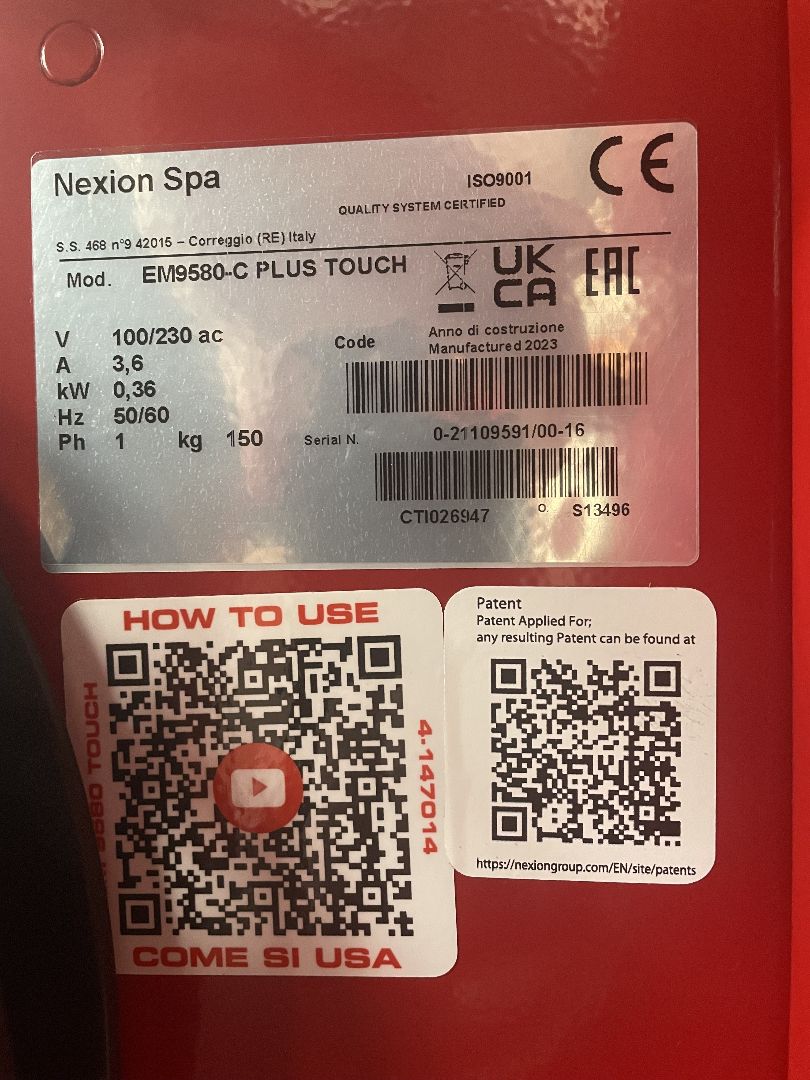 Nexion Spa
ISO9001
CE
QUALITY SYSTEM CERTIFIED
S.S. 468 n°9 42015 – Correggio (RE) Italy
Mod. EM9580-C PLUS TOUCH
UK
CA
EAC
V 100/230 ac
A 3,6
kW 0,36
Hz 50/60
Ph 1 kg 150
Code
Anno di costruzione
Manufactured 2023
Serial N. 0-21109591/00-16
CTI026947 O. S13496
HOW TO USE
9580 TOUCH
4-147014
COME SI USA
Patent
Patent Applied For;
any resulting Patent can be found at
https://nexiongroup.com/EN/site/patents